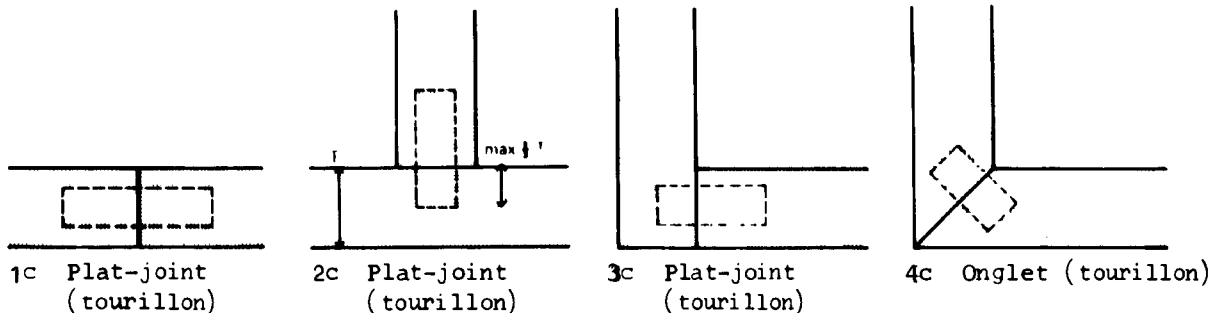 T
max ½ T
1c Plat-joint
(tourillon)
2c Plat-joint
(tourillon)
3c Plat-joint
(tourillon)
4c Onglet (tourillon)